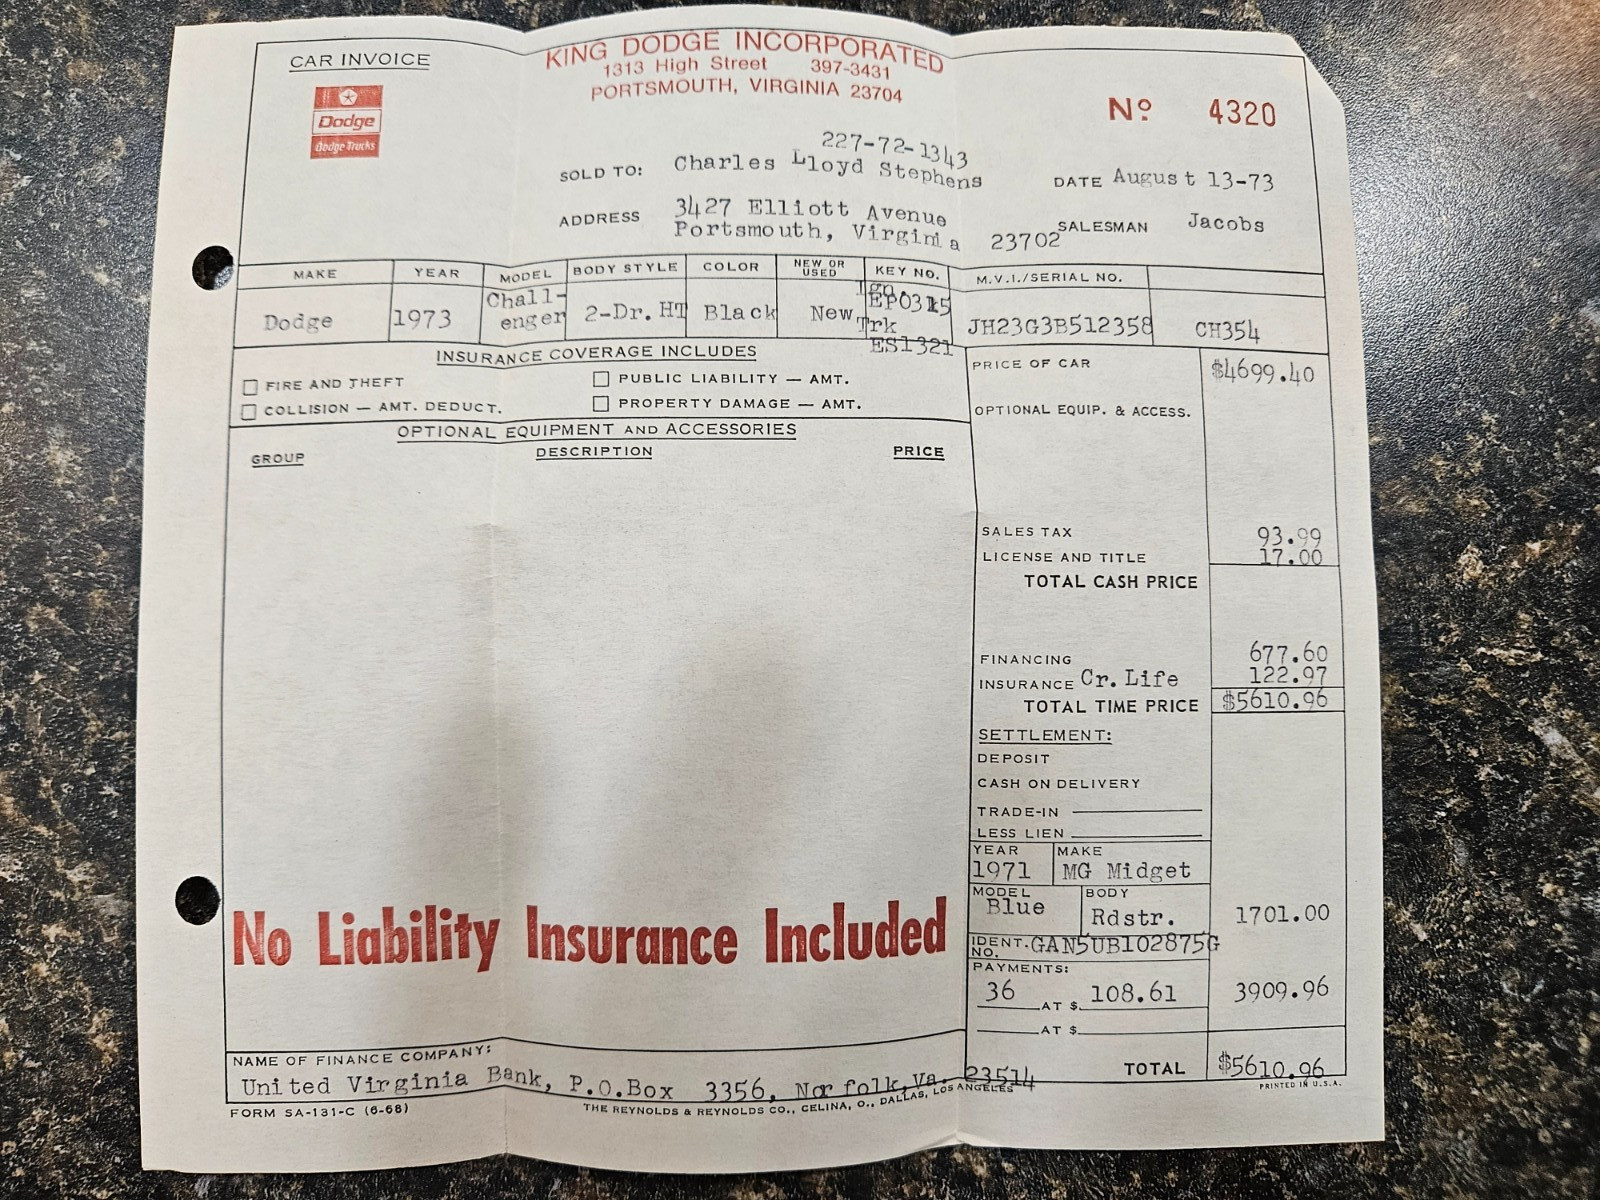 CAR INVOICE
KING DODGE INCORPORATED
1313 High Street 397-3431
PORTSMOUTH, VIRGINIA 23704
Dodge
Dodge Trucks
Nº 4320
227-72-1343
SOLD TO: Charles Lloyd Stephens
DATE August 13-73
ADDRESS 3427 Elliott Avenue
Portsmouth, Virginia 23702
SALESMAN Jacobs
MAKE YEAR MODEL BODY STYLE COLOR NEW OR USED KEY NO. M.V.I./SERIAL NO.
Dodge 1973 Chall-enger 2-Dr. HT Black New Ign. EP0315 Trk ES1321 JH23G3B512358 CH354
INSURANCE COVERAGE INCLUDES
FIRE AND THEFT PUBLIC LIABILITY — AMT.
COLLISION — AMT. DEDUCT. PROPERTY DAMAGE — AMT.
OPTIONAL EQUIPMENT AND ACCESSORIES
GROUP DESCRIPTION PRICE
PRICE OF CAR $4699.40
OPTIONAL EQUIP. & ACCESS.
SALES TAX 93.99
LICENSE AND TITLE 17.00
TOTAL CASH PRICE
FINANCING 677.60
INSURANCE Cr. Life 122.97
TOTAL TIME PRICE $5610.96
SETTLEMENT:
DEPOSIT
CASH ON DELIVERY
TRADE-IN
LESS LIEN
YEAR MAKE
1971 MG Midget
MODEL BODY
Blue Rdstr. 1701.00
IDENT. NO. GAN5UB102875G
PAYMENTS:
36 AT $ 108.61 3909.96
AT $
TOTAL $5610.96
No Liability Insurance Included
NAME OF FINANCE COMPANY:
United Virginia Bank, P.O.Box 3356, Norfolk, Va. 23514
FORM SA-131-C (6-68)
THE REYNOLDS & REYNOLDS CO., CELINA, O., DALLAS, LOS ANGELES
PRINTED IN U.S.A.